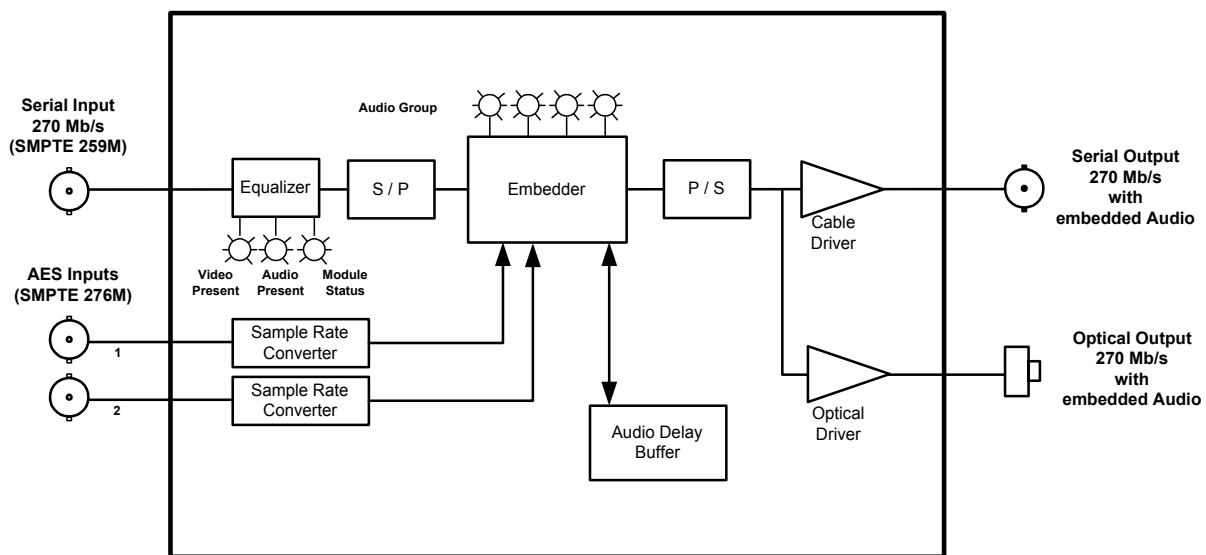 Serial Input
270 Mb/s
(SMPTE 259M)
Audio Group
Equalizer
S / P
Embedder
P / S
Cable
Driver
Serial Output
270 Mb/s
with
embedded Audio
Video
Present
Audio
Present
Module
Status
AES Inputs
(SMPTE 276M)
1
Sample Rate
Converter
2
Sample Rate
Converter
Audio Delay
Buffer
Optical
Driver
Optical Output
270 Mb/s
with
embedded Audio